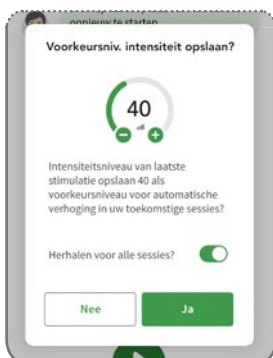 opnieuw te starten
Voorkeursniv. intensiteit opslaan?
40
Intensiteitsniveau van laatste
stimulatie opslaan 40 als
voorkeursniveau voor automatische
verhoging in uw toekomstige sessies?
Herhalen voor alle sessies?
Nee
Ja